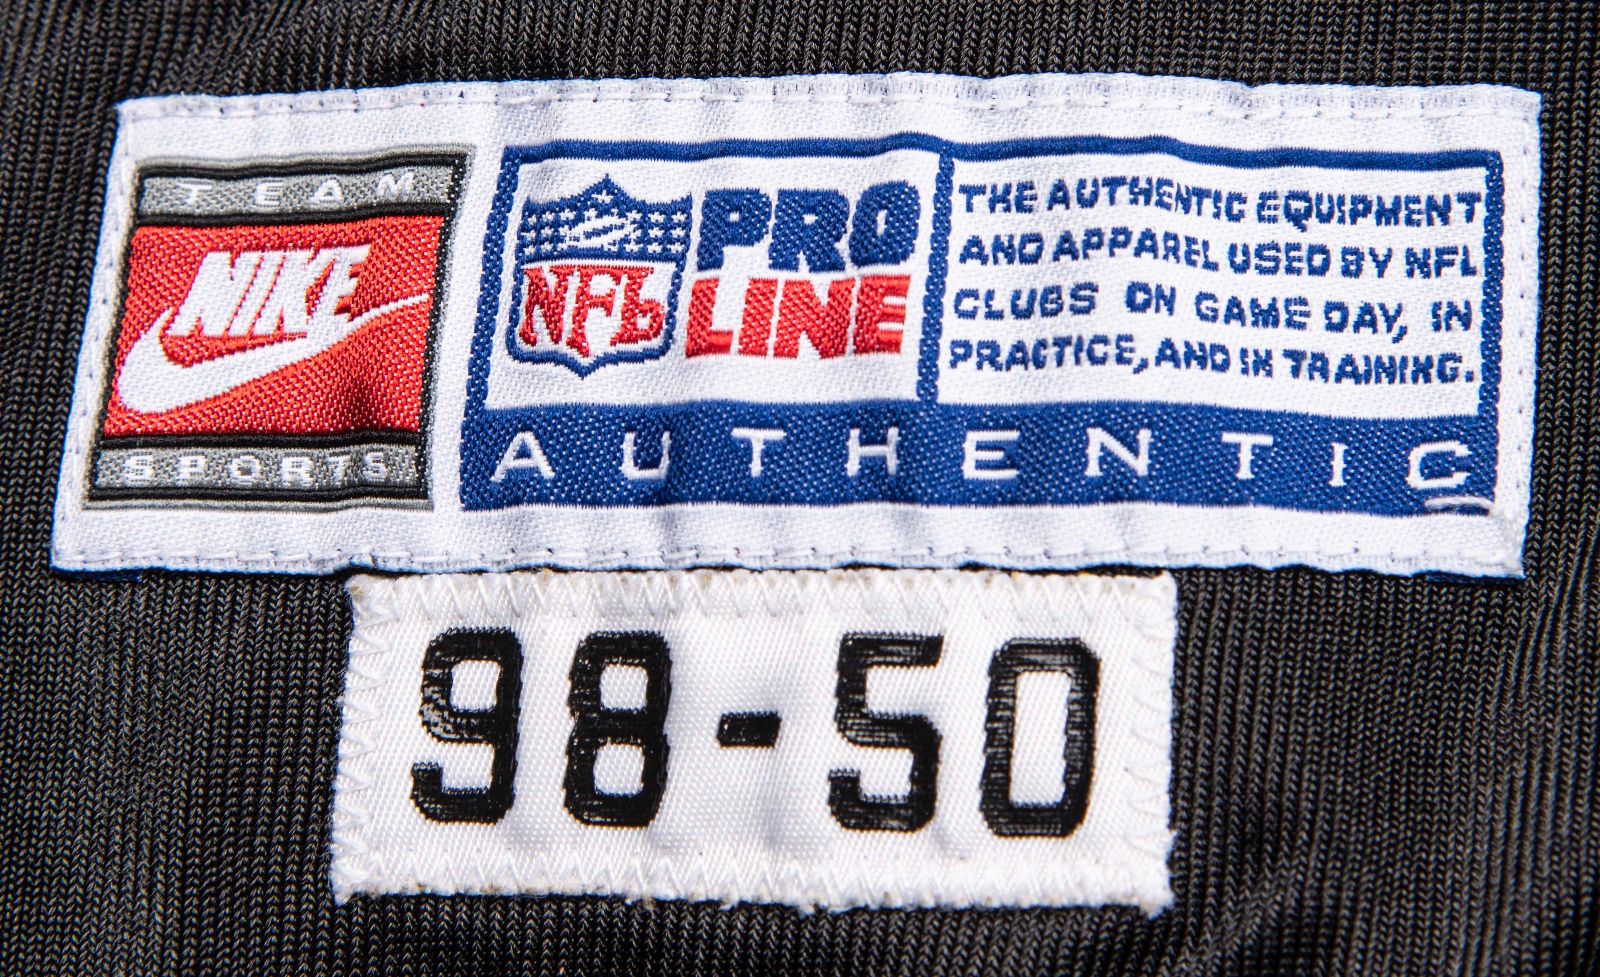 TEAM
NIKE
SPORTS
NFL
PRO
LINE
THE AUTHENTIC EQUIPMENT
AND APPAREL USED BY NFL
CLUBS ON GAME DAY, IN
PRACTICE, AND IN TRAINING.
AUTHENTIC
98-50